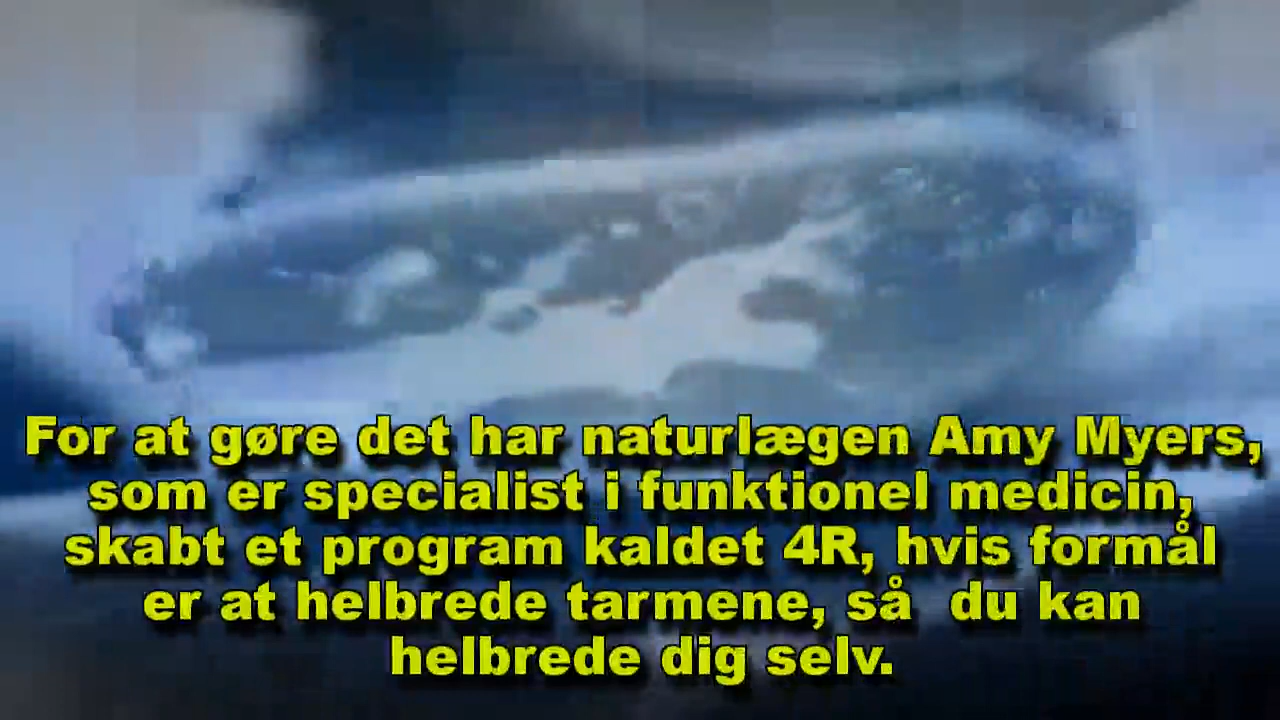 For at gøre det har naturlægen Amy Myers,
som er specialist i funktionel medicin,
skabt et program kaldet 4R, hvis formål
er at helbrede tarmene, så  du kan
helbrede dig selv.